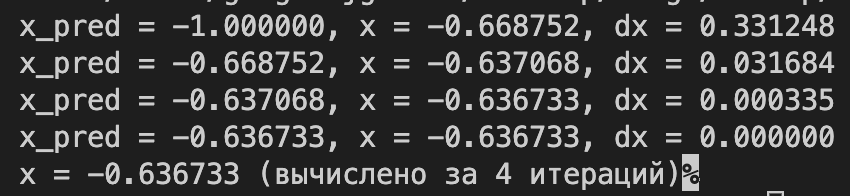 x_pred = -1.000000, x = -0.668752, dx = 0.331248
x_pred = -0.668752, x = -0.637068, dx = 0.031684
x_pred = -0.637068, x = -0.636733, dx = 0.000335
x_pred = -0.636733, x = -0.636733, dx = 0.000000
x = -0.636733 (вычислено за 4 итераций)%